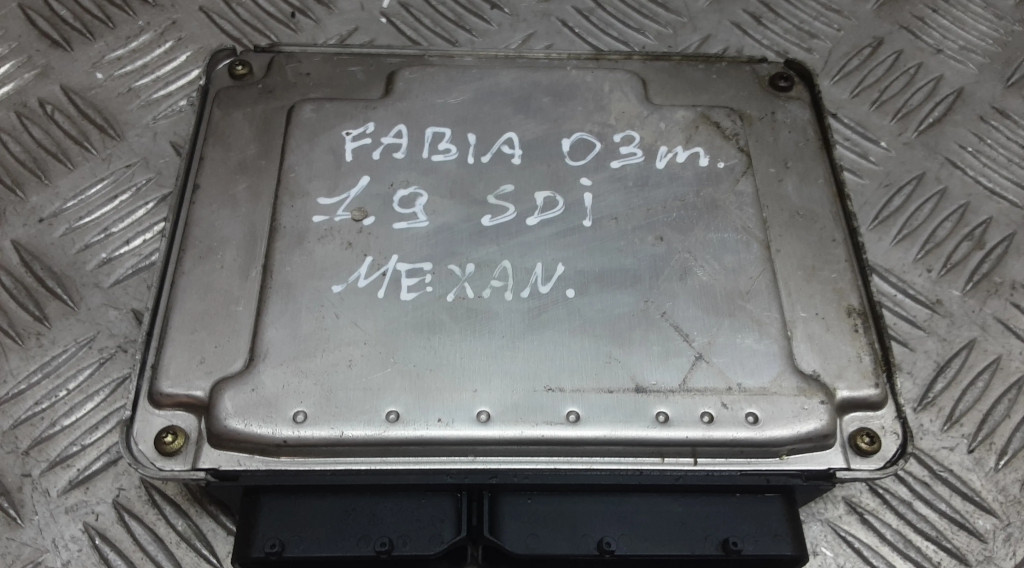 FABIA 03m.
1.9 SDi
MEXAN.